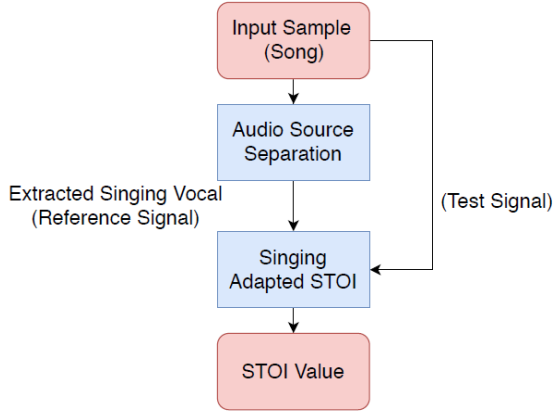 Input Sample
(Song)
Audio Source
Separation
Extracted Singing Vocal
(Reference Signal)
(Test Signal)
Singing
Adapted STOI
STOI Value